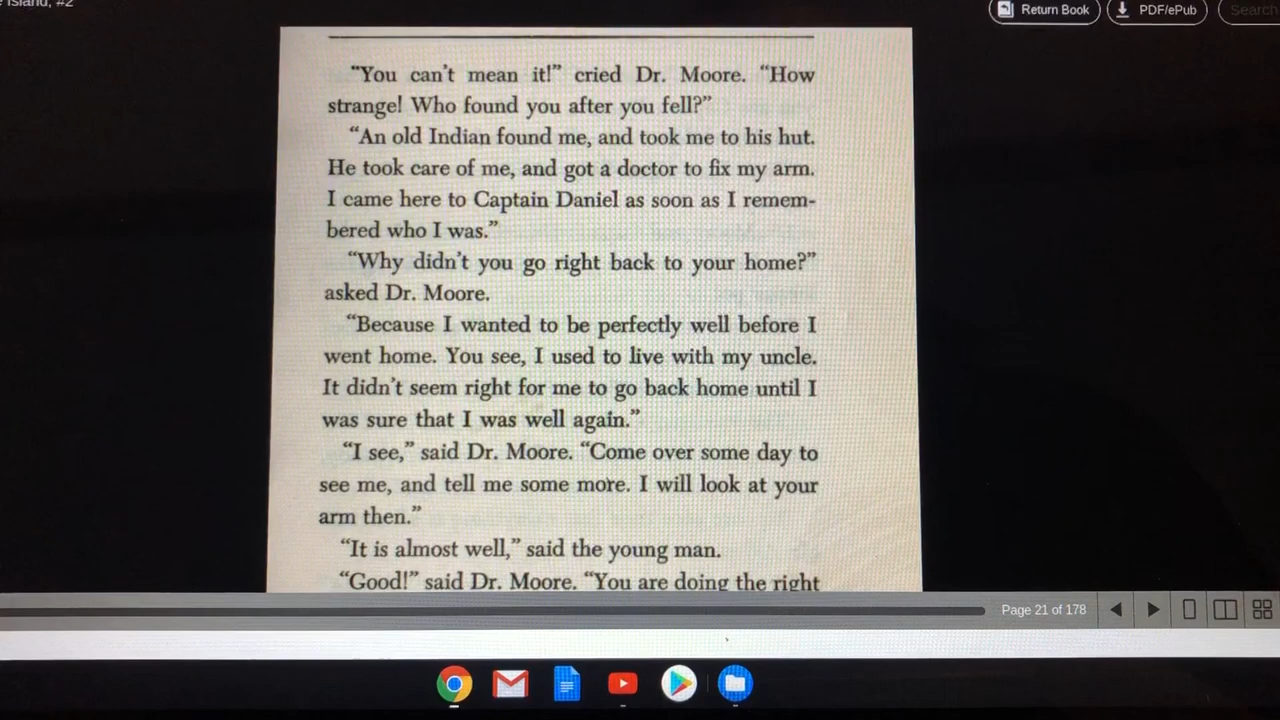 Island, #2
Return Book
PDF/ePub
Search
“You can’t mean it!” cried Dr. Moore. “How
strange! Who found you after you fell?”
“An old Indian found me, and took me to his hut.
He took care of me, and got a doctor to fix my arm.
I came here to Captain Daniel as soon as I remem-
bered who I was.”
“Why didn’t you go right back to your home?”
asked Dr. Moore.
“Because I wanted to be perfectly well before I
went home. You see, I used to live with my uncle.
It didn’t seem right for me to go back home until I
was sure that I was well again.”
“I see,” said Dr. Moore. “Come over some day to
see me, and tell me some more. I will look at your
arm then.”
“It is almost well,” said the young man.
“Good!” said Dr. Moore. “You are doing the right
Page 21 of 178